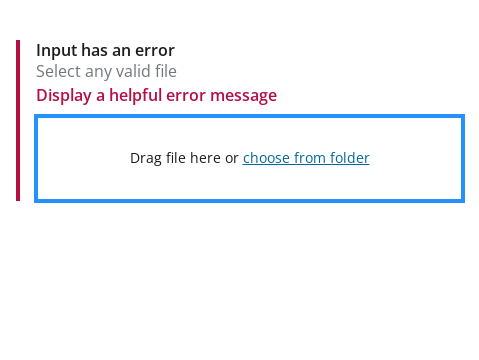 Input has an error
Select any valid file
Display a helpful error message
Drag file here or choose from folder